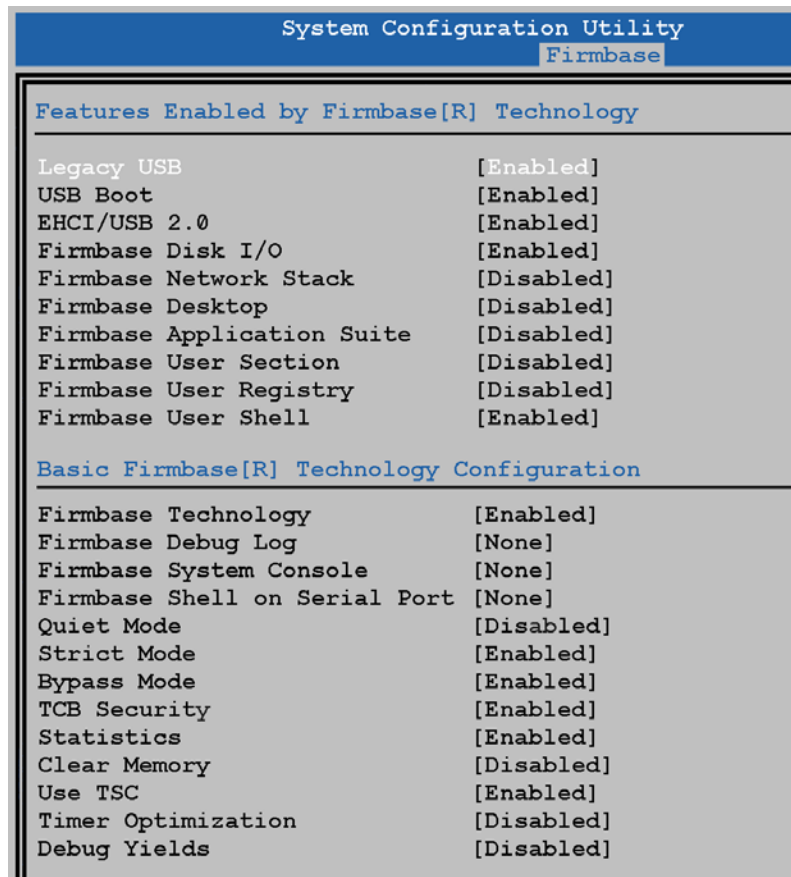 System Configuration Utility
Firmbase
Features Enabled by Firmbase[R] Technology
Legacy USB [Enabled]
USB Boot [Enabled]
EHCI/USB 2.0 [Enabled]
Firmbase Disk I/O [Enabled]
Firmbase Network Stack [Disabled]
Firmbase Desktop [Disabled]
Firmbase Application Suite [Disabled]
Firmbase User Section [Disabled]
Firmbase User Registry [Disabled]
Firmbase User Shell [Enabled]
Basic Firmbase[R] Technology Configuration
Firmbase Technology [Enabled]
Firmbase Debug Log [None]
Firmbase System Console [None]
Firmbase Shell on Serial Port [None]
Quiet Mode [Disabled]
Strict Mode [Enabled]
Bypass Mode [Enabled]
TCB Security [Enabled]
Statistics [Enabled]
Clear Memory [Disabled]
Use TSC [Enabled]
Timer Optimization [Disabled]
Debug Yields [Disabled]